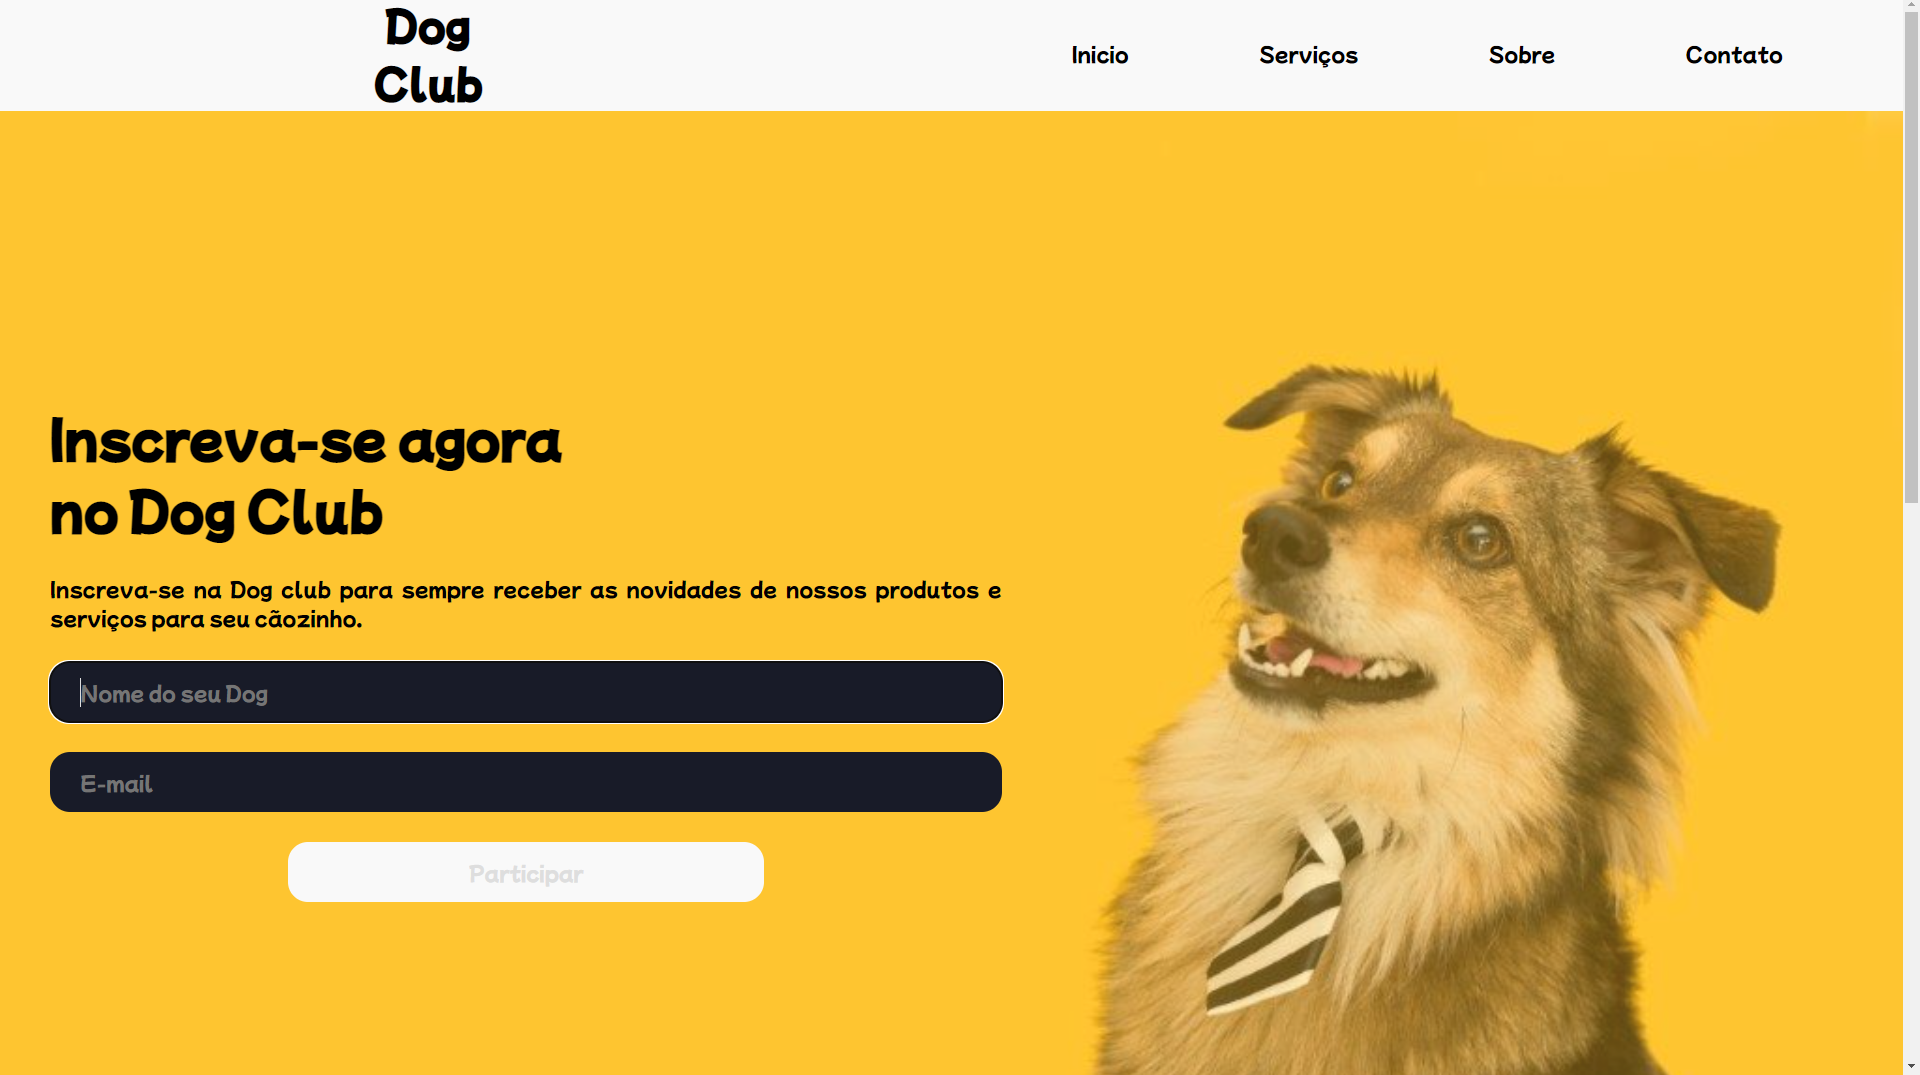 Dog
Club
Inicio
Serviços
Sobre
Contato
Inscreva-se agora
no Dog Club
Inscreva-se na Dog club para sempre receber as novidades de nossos produtos e
serviços para seu cãozinho.
Nome do seu Dog
E-mail
Participar